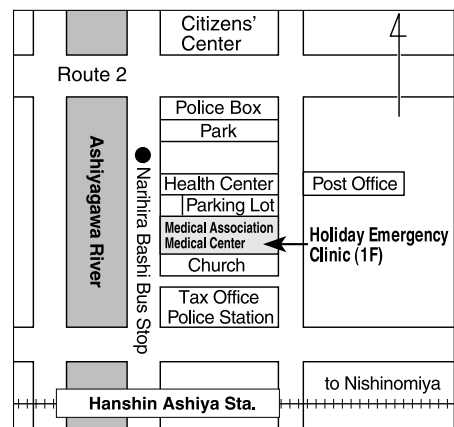 Citizens'
Center
Route 2
Police Box
Park
Ashiyagawa River
Narihira Bashi Bus Stop
Health Center
Post Office
Parking Lot
Medical Association
Medical Center
Holiday Emergency
Clinic (1F)
Church
Tax Office
Police Station
to Nishinomiya
Hanshin Ashiya Sta.